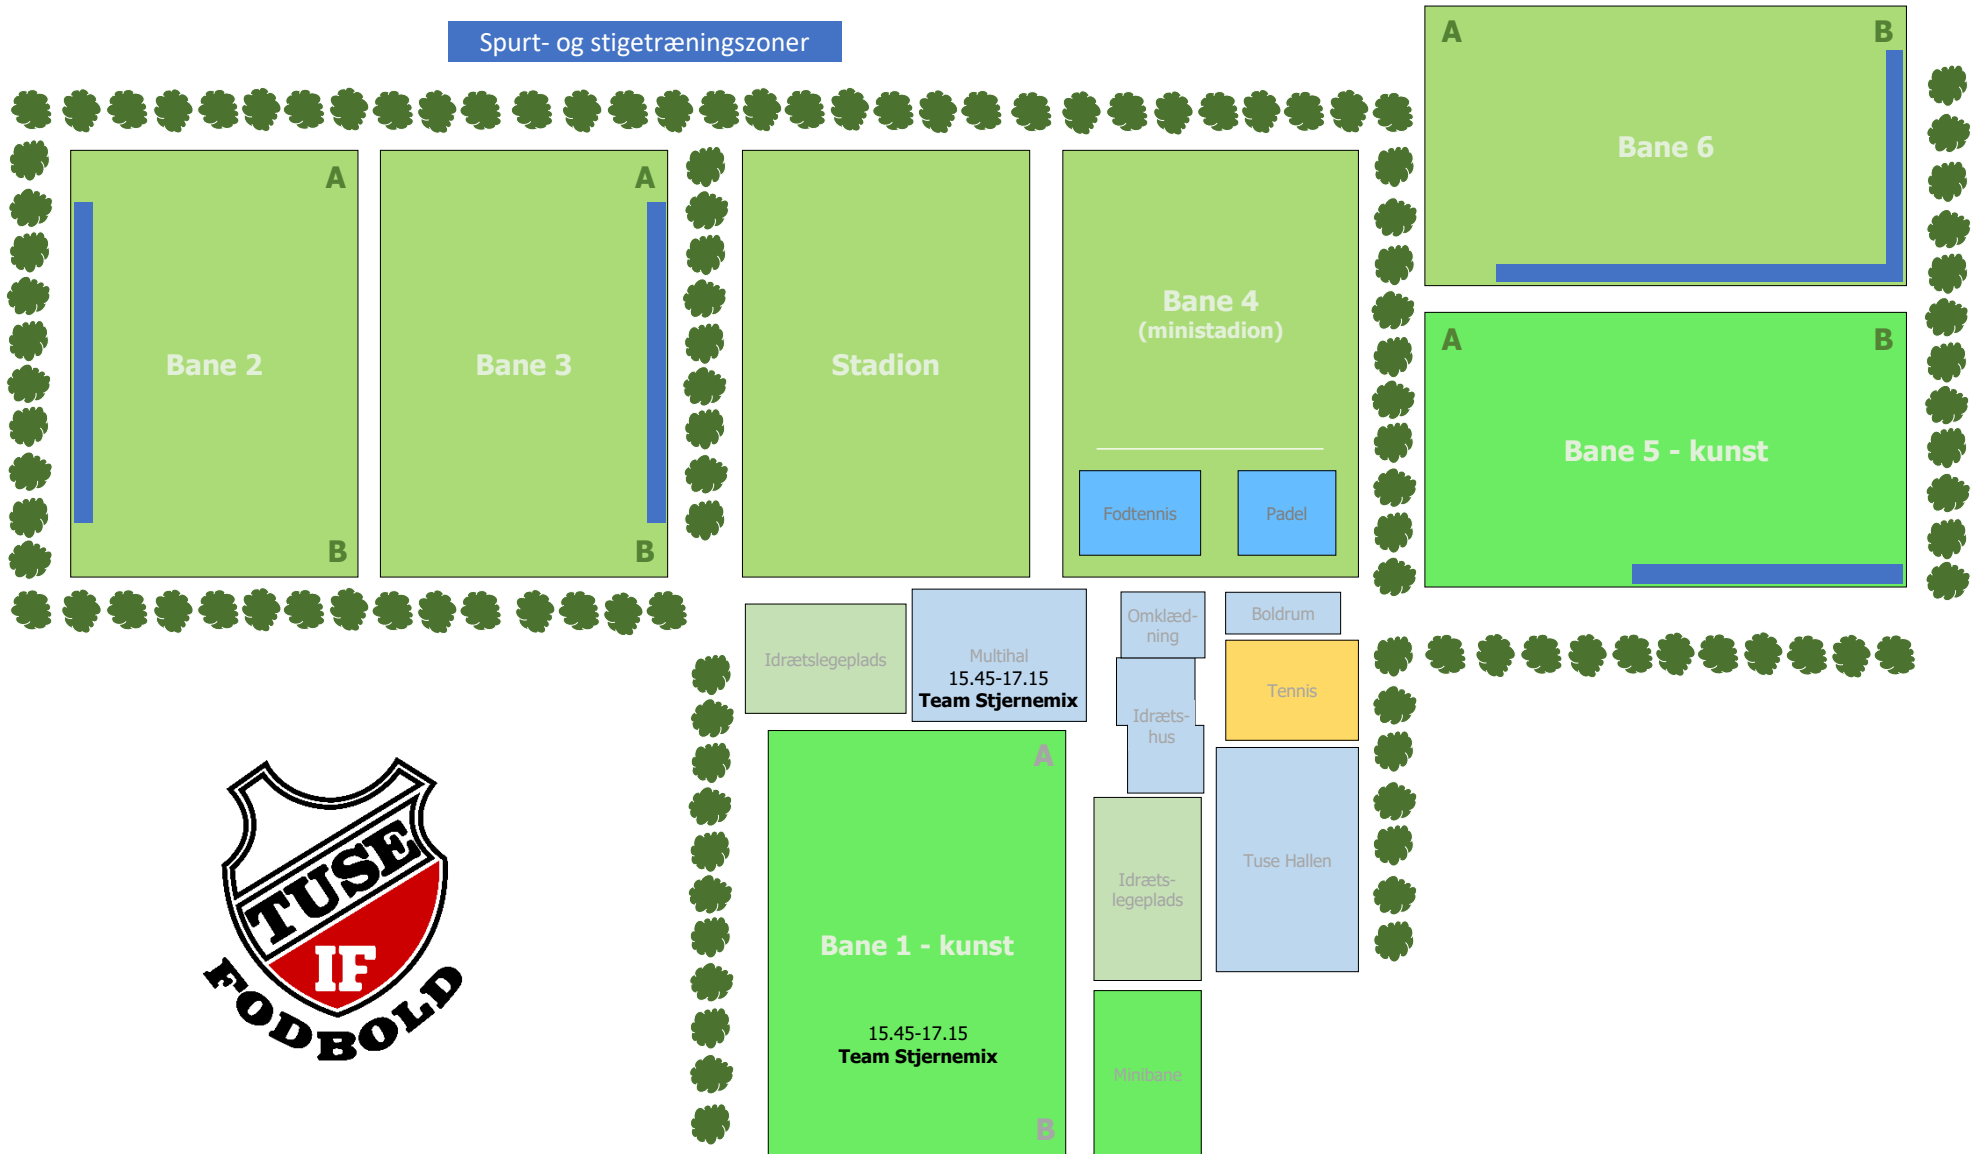 Spurt- og stigetræningszoner
A
B
Bane 6
A
A
Bane 2
Bane 3
Stadion
Bane 4
(ministadion)
A
B
Bane 5 - kunst
Fodtennis
Padel
B
B
Idrætslegeplads
Multihal
15.45-17.15
Team Stjernemix
Omklæd-
ning
Boldrum
Tennis
Idræts-
hus
A
Tuse Hallen
Idræts-
legeplads
Bane 1 - kunst
15.45-17.15
Team Stjernemix
B
Minibane
TUSE
IF
FODBOLD